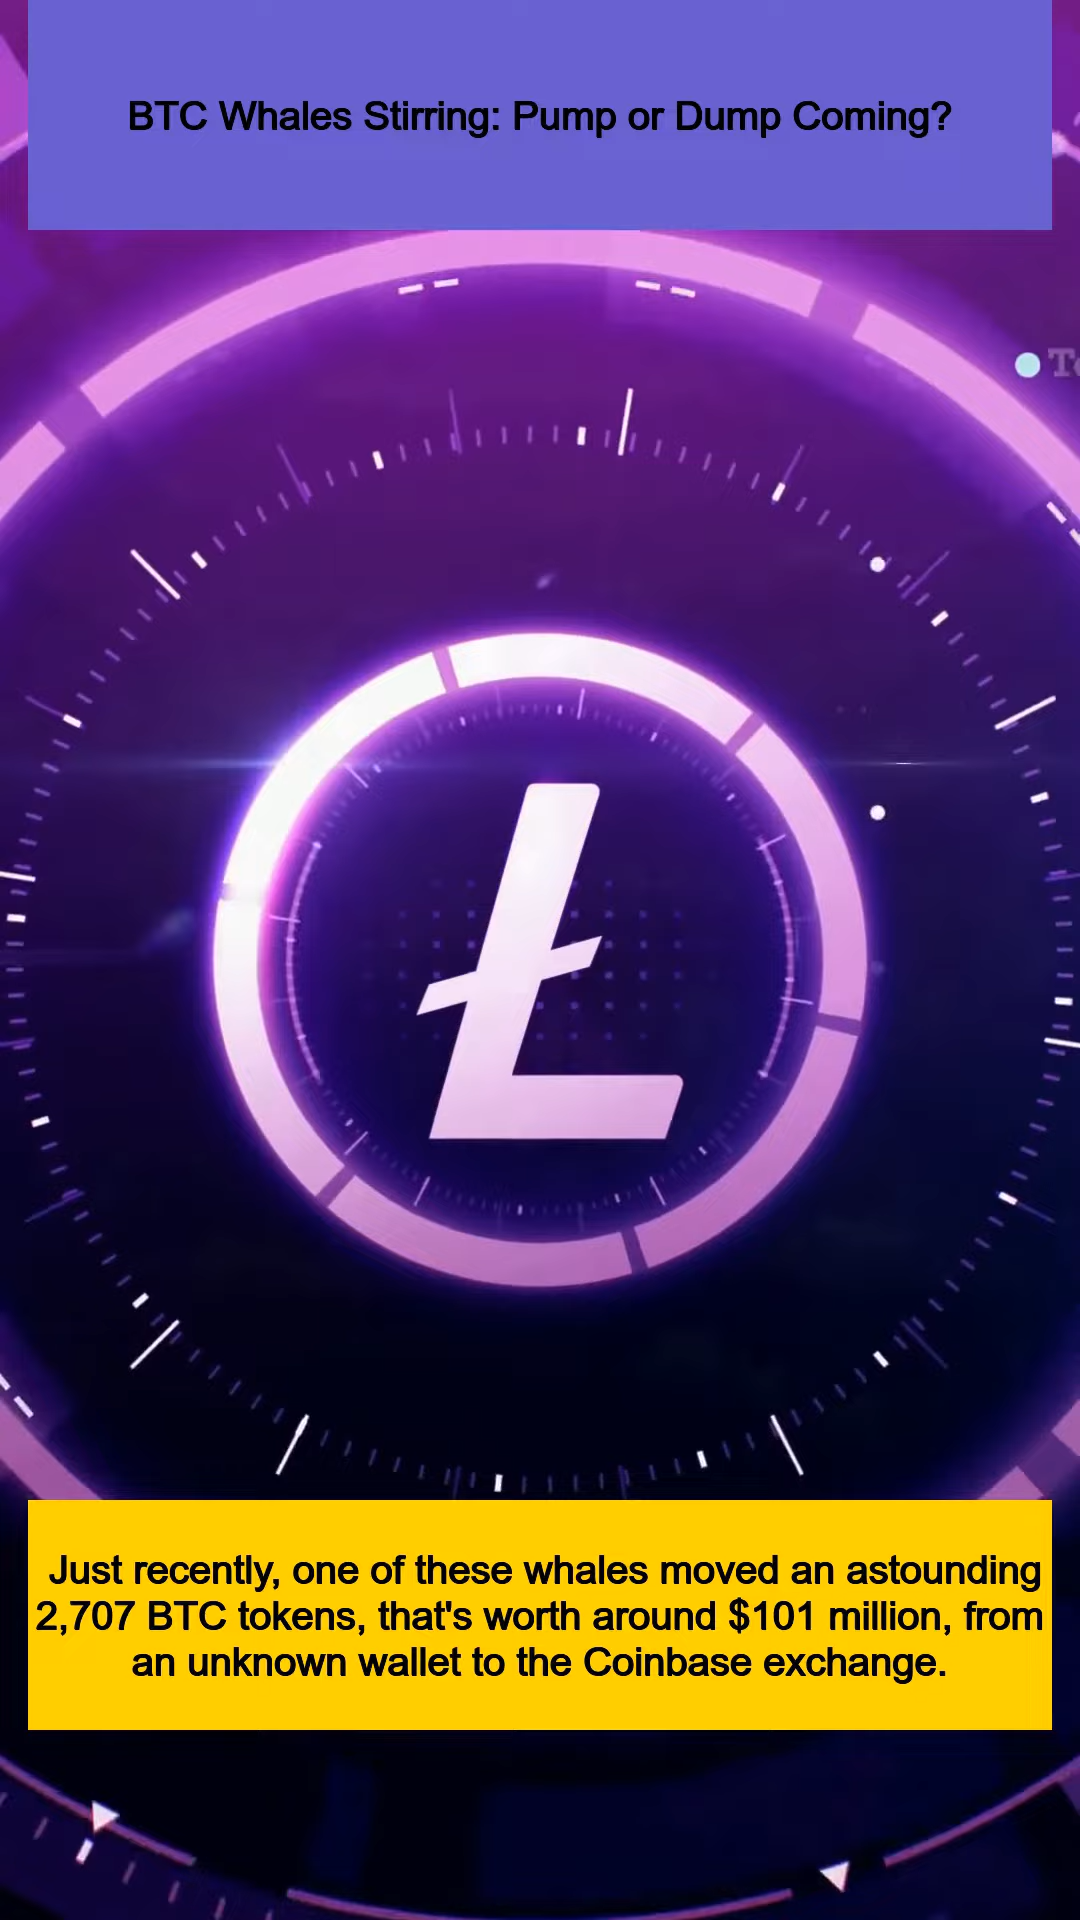 BTC Whales Stirring: Pump or Dump Coming?
Just recently, one of these whales moved an astounding
2,707 BTC tokens, that's worth around $101 million, from
an unknown wallet to the Coinbase exchange.